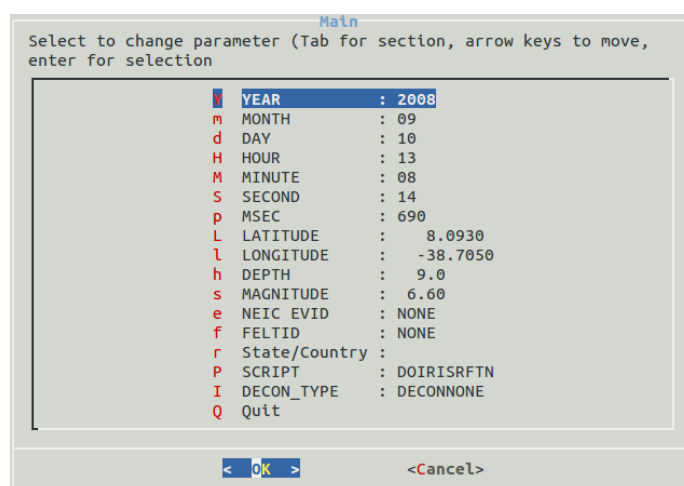 Main
Select to change parameter (Tab for section, arrow keys to move,
enter for selection
Y YEAR : 2008
m MONTH : 09
d DAY : 10
H HOUR : 13
M MINUTE : 08
S SECOND : 14
p MSEC : 690
L LATITUDE : 8.0930
l LONGITUDE : -38.7050
h DEPTH : 9.0
s MAGNITUDE : 6.60
e NEIC EVID : NONE
f FELTID : NONE
r State/Country :
P SCRIPT : DOIRISRFTN
I DECON_TYPE : DECONNONE
Q Quit
< OK > <Cancel>